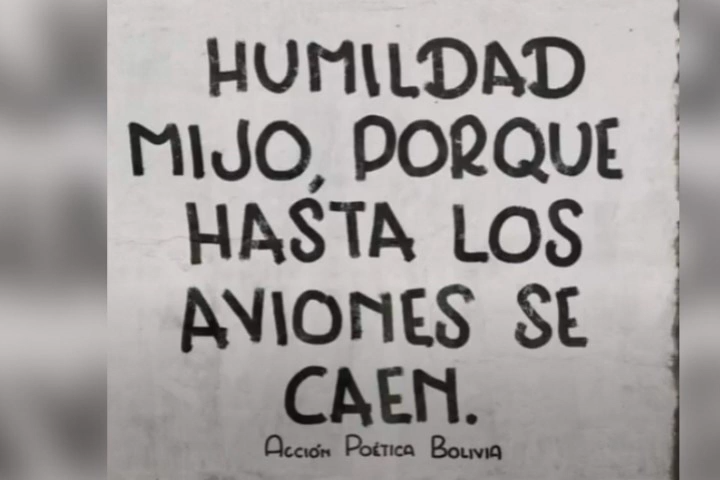 HUMILDAD
MIJO, PORQUE
HASTA LOS
AVIONES SE
CAEN.
Acción Poética Bolivia